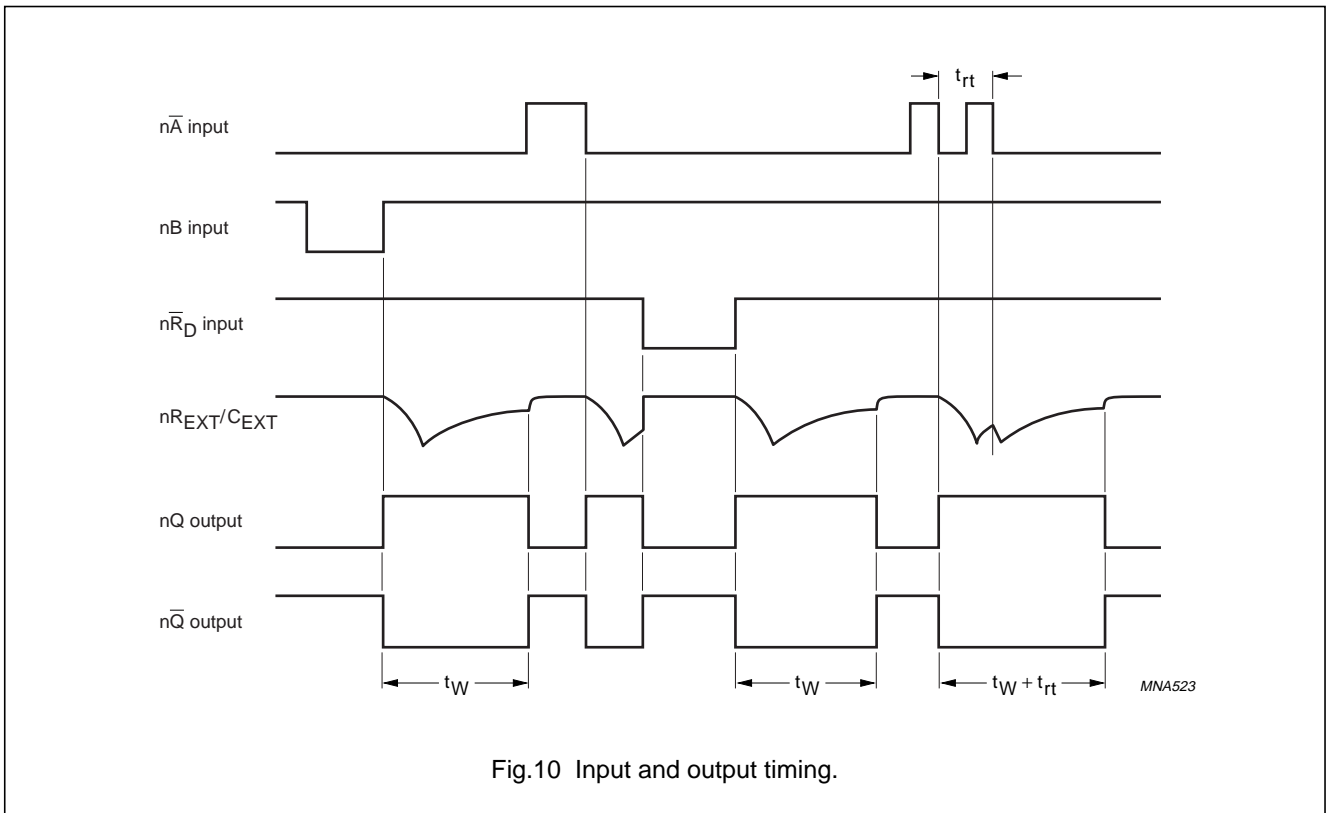 t_rt
nA̅ input
nB input
nR̅_D input
nR_EXT/C_EXT
nQ output
nQ̅ output
t_W
t_W
t_W + t_rt
MNA523
Fig.10 Input and output timing.